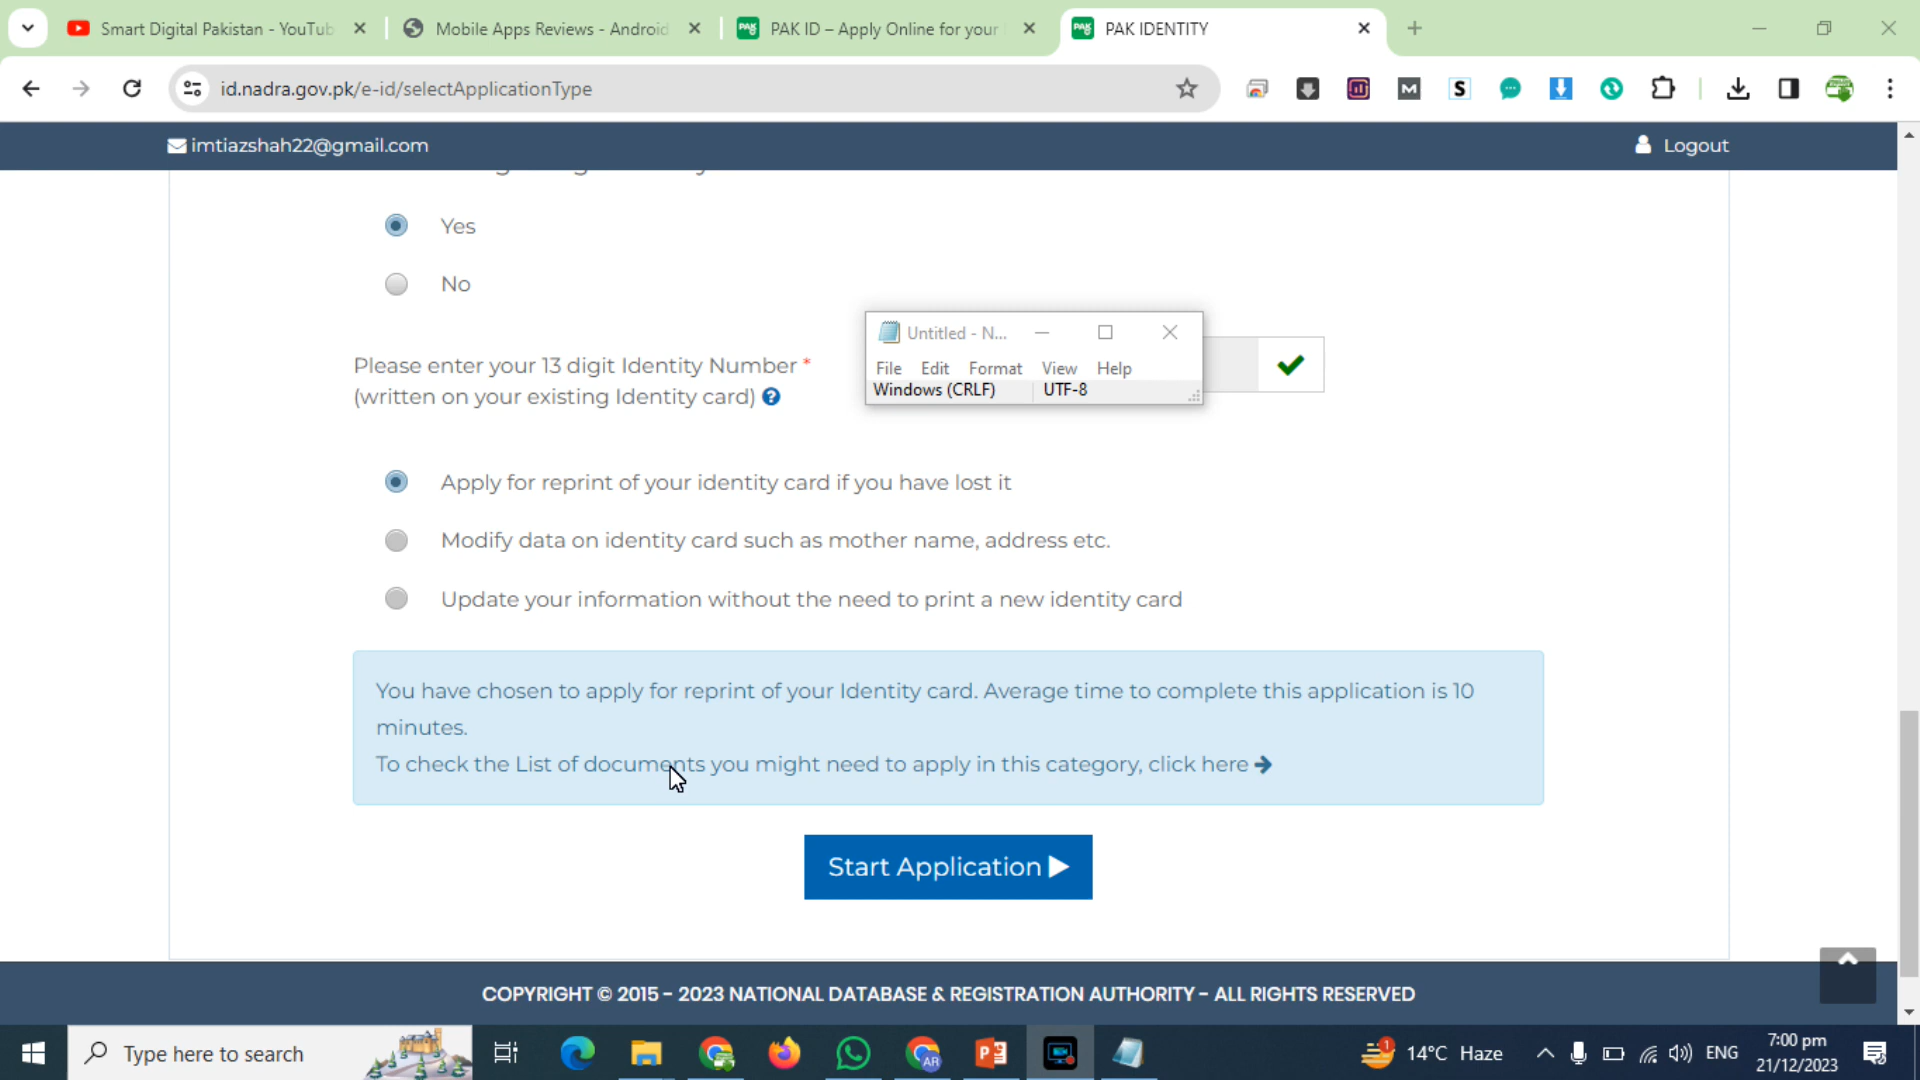 Smart Digital Pakistan - YouTub
Mobile Apps Reviews - Android
PAK ID – Apply Online for your
PAK IDENTITY
id.nadra.gov.pk/e-id/selectApplicationType
imtiazshah22@gmail.com
Logout
Yes
No
Untitled - N...
File Edit Format View Help
Windows (CRLF) UTF-8
Please enter your 13 digit Identity Number *
(written on your existing Identity card) ?
Apply for reprint of your identity card if you have lost it
Modify data on identity card such as mother name, address etc.
Update your information without the need to print a new identity card
You have chosen to apply for reprint of your Identity card. Average time to complete this application is 10
minutes.
To check the List of documents you might need to apply in this category, click here
Start Application
COPYRIGHT © 2015 - 2023 NATIONAL DATABASE & REGISTRATION AUTHORITY - ALL RIGHTS RESERVED
Type here to search
14°C Haze
ENG
7:00 pm
21/12/2023